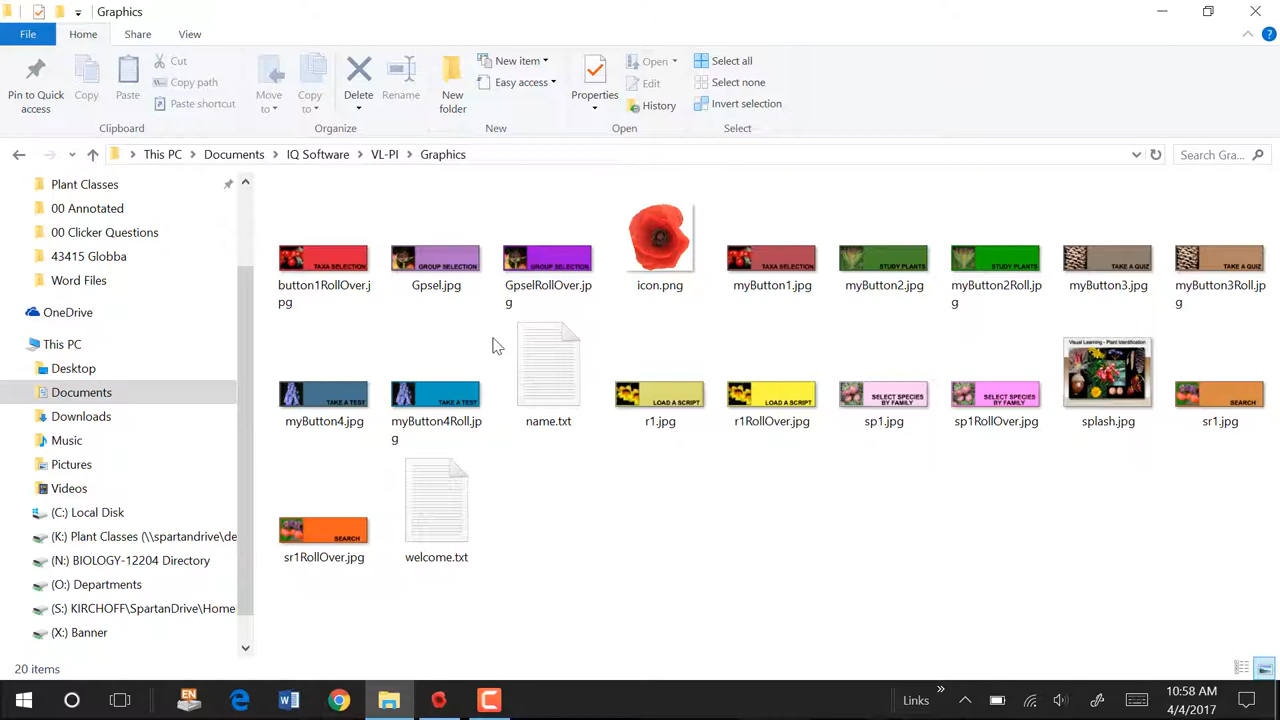 Graphics
File
Home
Share
View
Pin to Quick access
Copy
Paste
Cut
Copy path
Paste shortcut
Clipboard
Move to
Copy to
Delete
Rename
Organize
New folder
New item
Easy access
New
Properties
Open
Edit
History
Open
Select all
Select none
Invert selection
Select
This PC > Documents > IQ Software > VL-PI > Graphics
Search Gra...
Plant Classes
00 Annotated
00 Clicker Questions
43415 Globba
Word Files
OneDrive
This PC
Desktop
Documents
Downloads
Music
Pictures
Videos
(C:) Local Disk
(K:) Plant Classes (\\spartandrive\de
(N:) BIOLOGY-12204 Directory
(O:) Departments
(S:) KIRCHOFF\SpartanDrive\Home
(X:) Banner
TAXA SELECTION
button1RollOver.j
pg
GROUP SELECTION
Gpsel.jpg
GROUP SELECTION
GpselRollOver.jp
g
icon.png
TAXA SELECTION
myButton1.jpg
STUDY PLANTS
myButton2.jpg
STUDY PLANTS
myButton2Roll.jp
g
TAKE A QUIZ
myButton3.jpg
TAKE A QUIZ
myButton3Roll.jp
g
TAKE A TEST
myButton4.jpg
TAKE A TEST
myButton4Roll.jp
g
name.txt
LOAD A SCRIPT
r1.jpg
LOAD A SCRIPT
r1RollOver.jpg
SELECT SPECIES
BY FAMILY
sp1.jpg
SELECT SPECIES
BY FAMILY
sp1RollOver.jpg
Visual Learning - Plant Identification
splash.jpg
SEARCH
sr1.jpg
SEARCH
sr1RollOver.jpg
welcome.txt
20 items
EN
Links
10:58 AM
4/4/2017